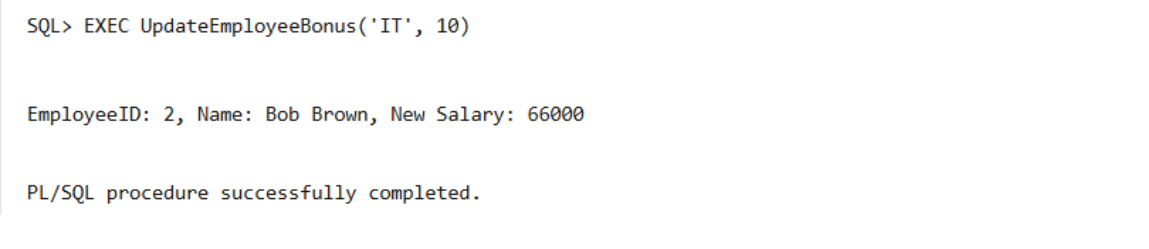 SQL> EXEC UpdateEmployeeBonus('IT', 10)
EmployeeID: 2, Name: Bob Brown, New Salary: 66000
PL/SQL procedure successfully completed.